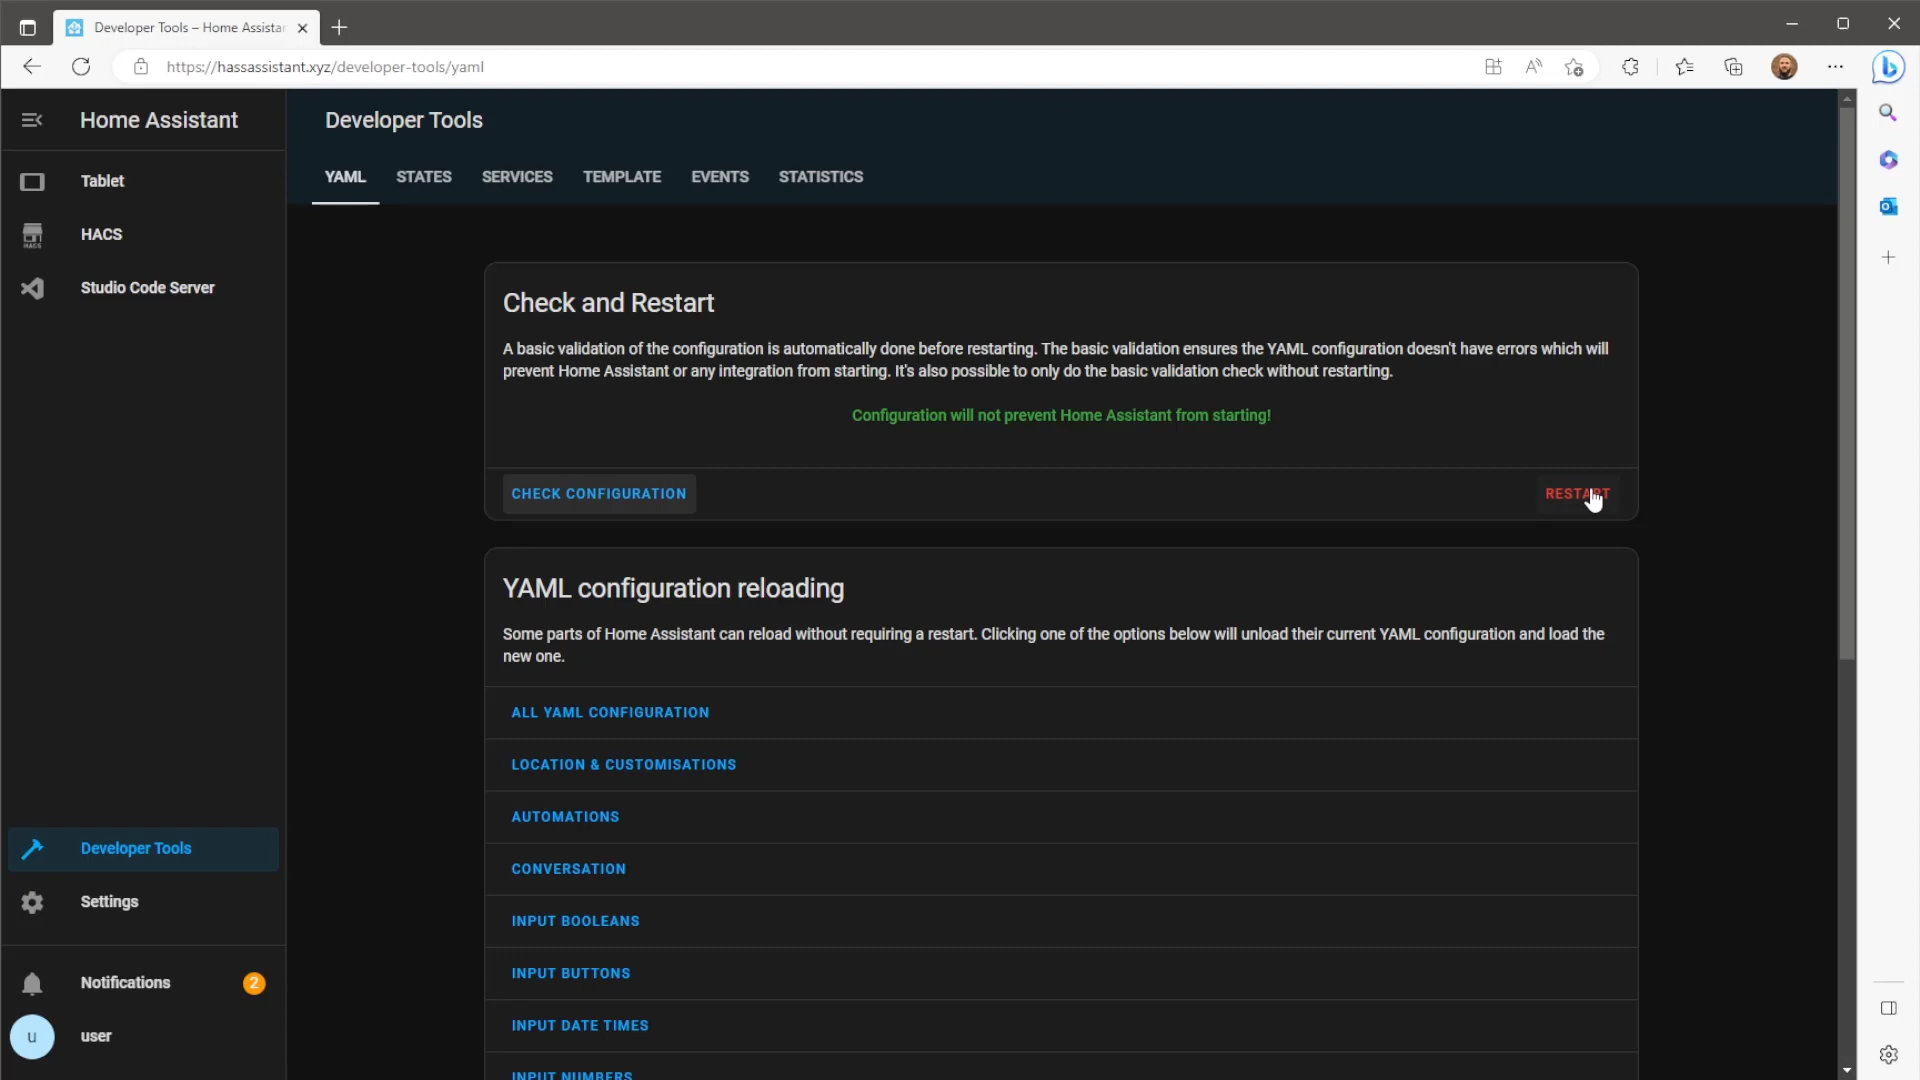 Developer Tools – Home Assistar
https://hassassistant.xyz/developer-tools/yaml
Home Assistant
Tablet
HACS
HACS
Studio Code Server
Developer Tools
Settings
Notifications
2
u
user
Developer Tools
YAML
STATES
SERVICES
TEMPLATE
EVENTS
STATISTICS
Check and Restart
A basic validation of the configuration is automatically done before restarting. The basic validation ensures the YAML configuration doesn't have errors which will
prevent Home Assistant or any integration from starting. It's also possible to only do the basic validation check without restarting.
Configuration will not prevent Home Assistant from starting!
CHECK CONFIGURATION
RESTART
YAML configuration reloading
Some parts of Home Assistant can reload without requiring a restart. Clicking one of the options below will unload their current YAML configuration and load the
new one.
ALL YAML CONFIGURATION
LOCATION & CUSTOMISATIONS
AUTOMATIONS
CONVERSATION
INPUT BOOLEANS
INPUT BUTTONS
INPUT DATE TIMES
INPUT NUMBERS